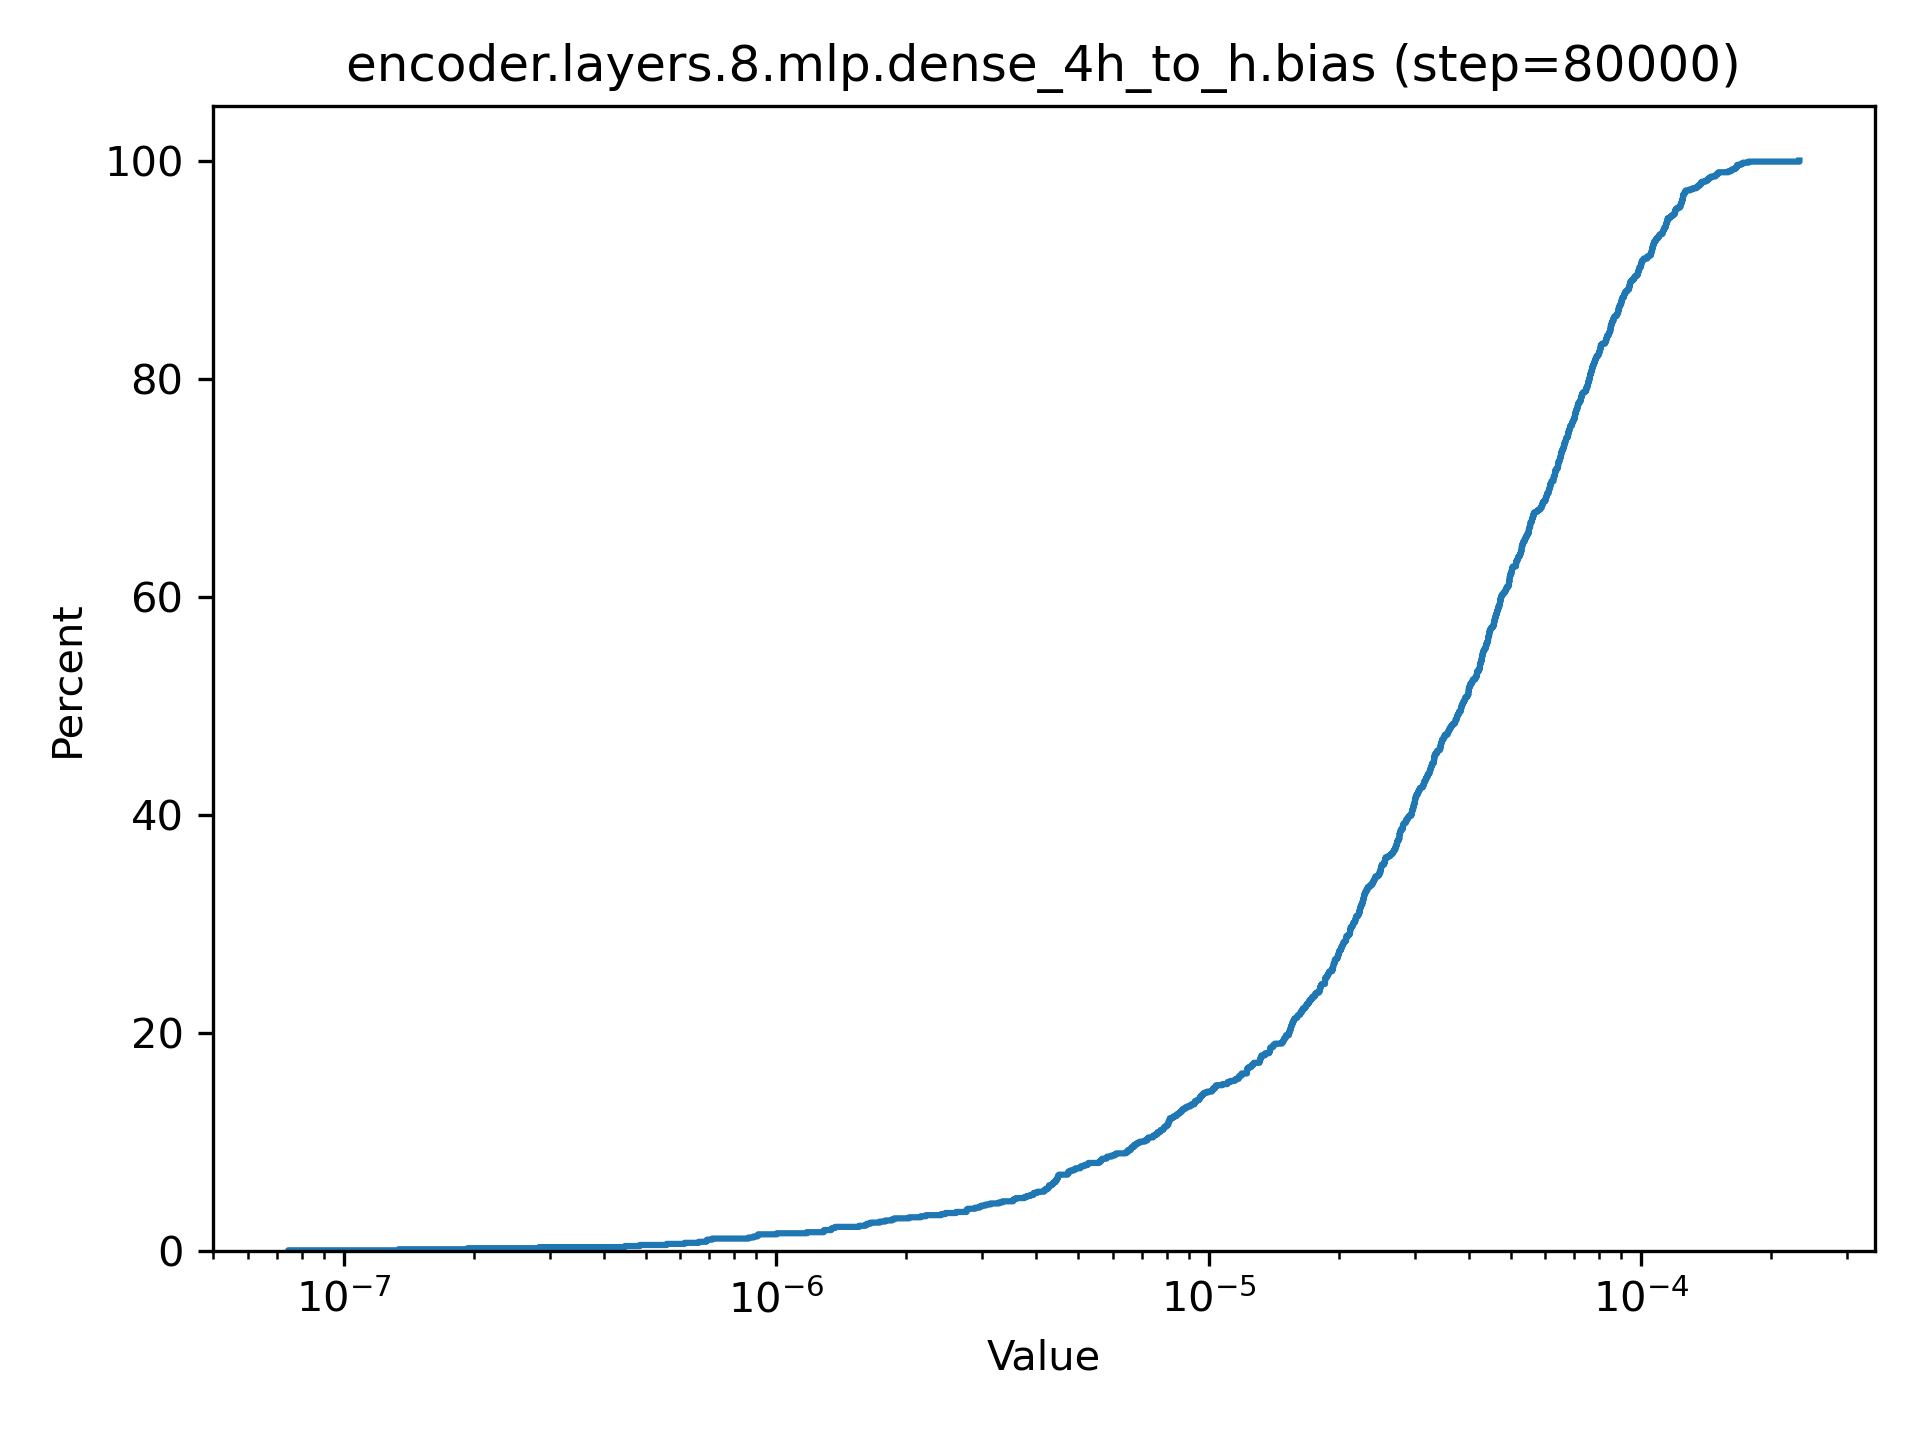 encoder.layers.8.mlp.dense_4h_to_h.bias (step=80000)
100
80
60
40
20
0
Percent
10⁻⁷ 10⁻⁶ 10⁻⁵ 10⁻⁴
Value